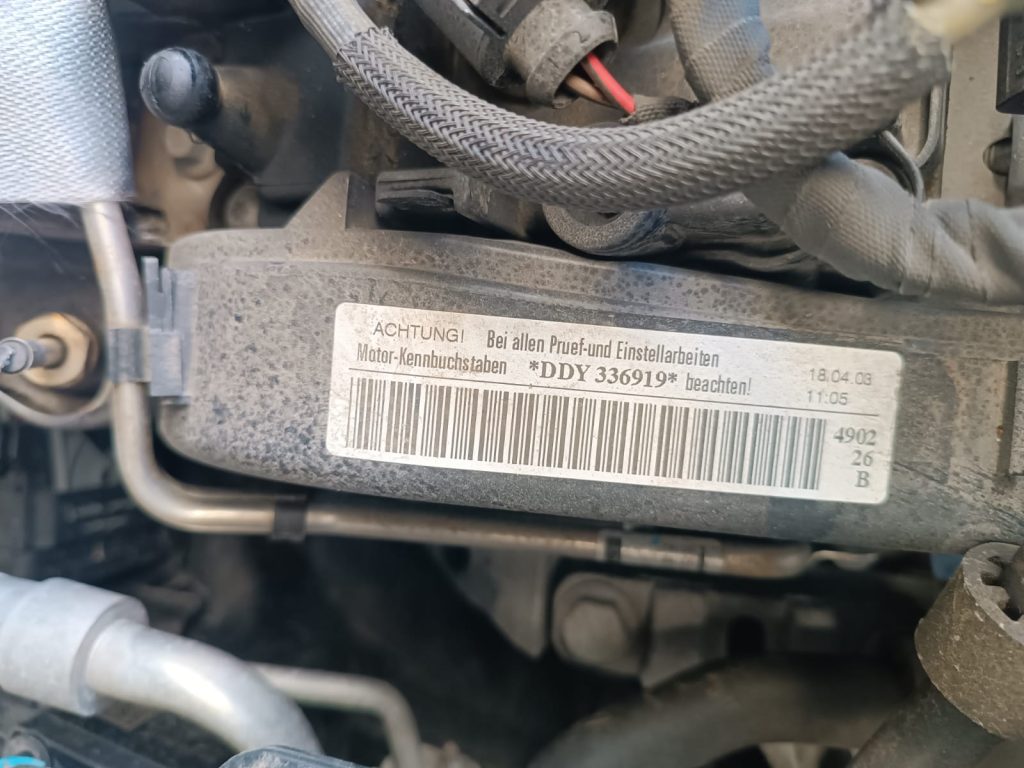 ACHTUNG! Bei allen Pruef-und Einstellarbeiten
Motor-Kennbuchstaben *DDY 336919* beachten!
18.04.03
11:05
4902
26
B